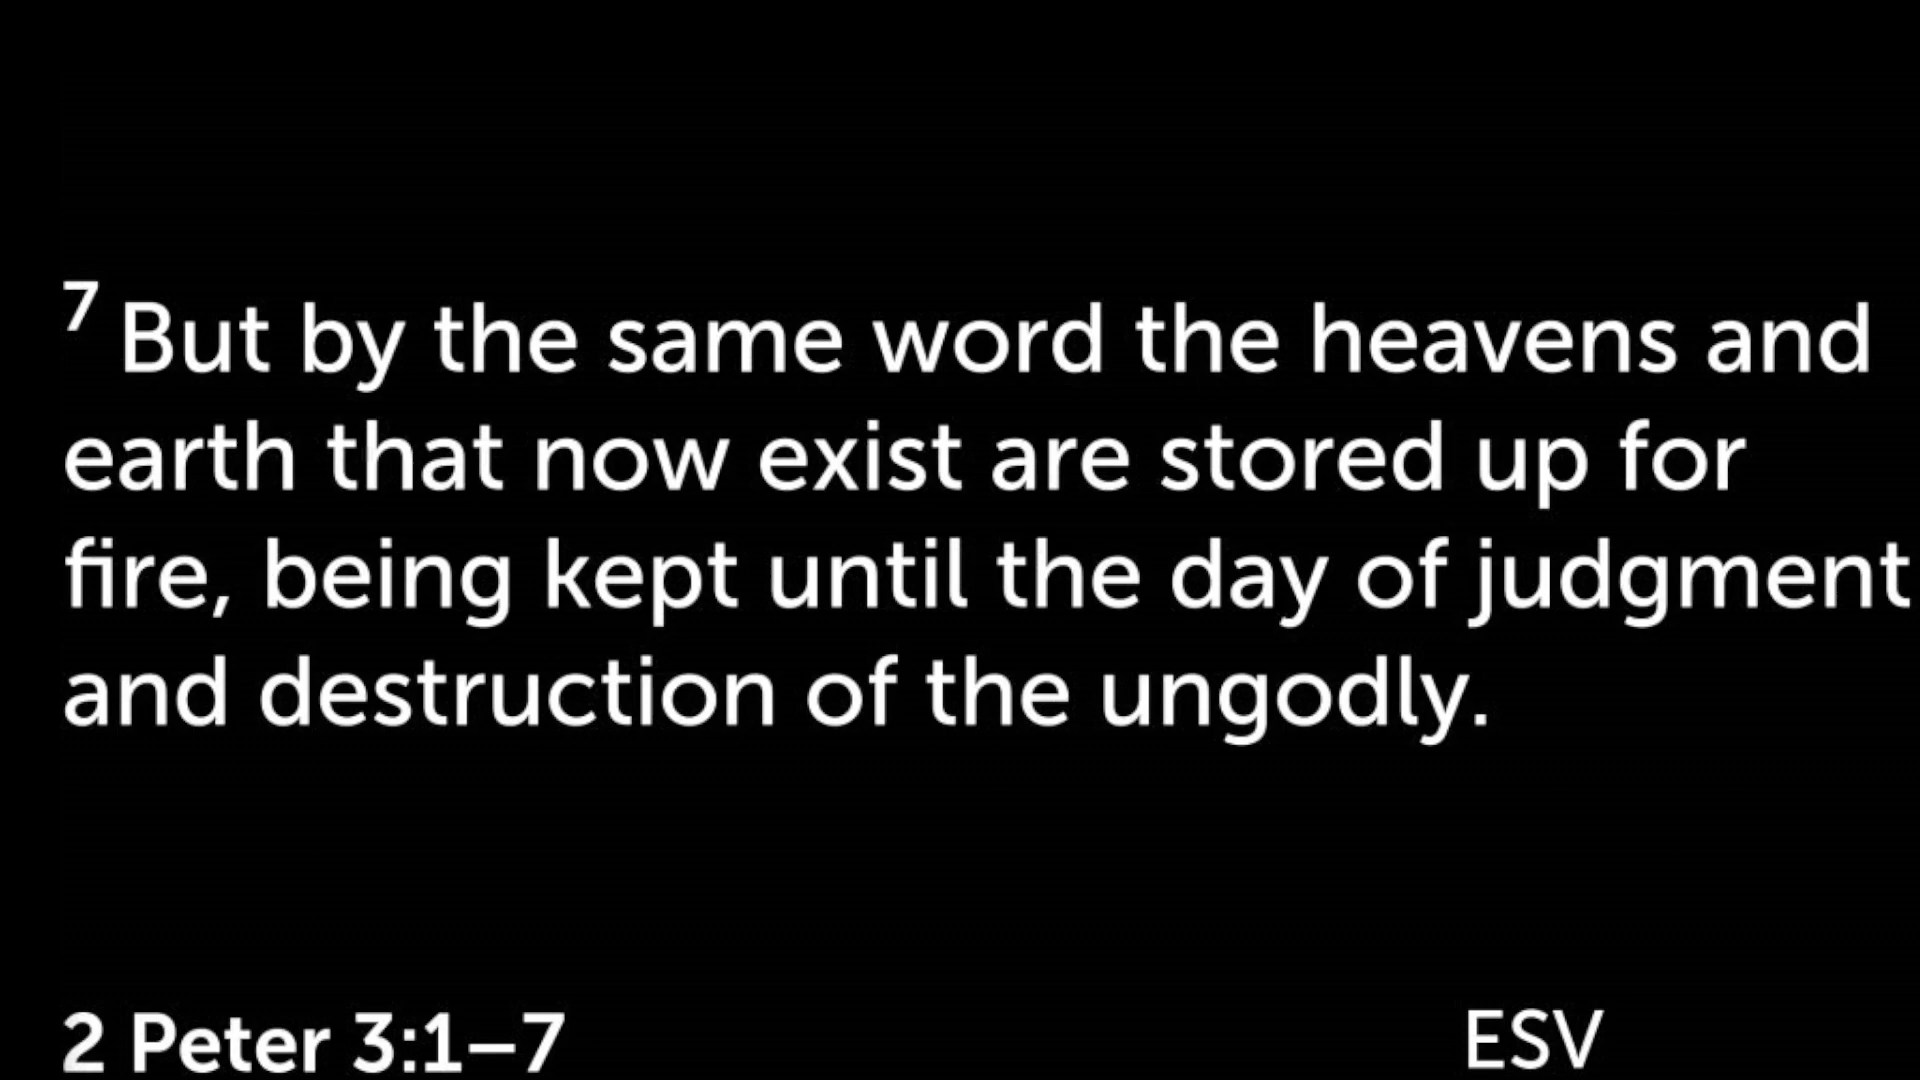 7 But by the same word the heavens and
earth that now exist are stored up for
fire, being kept until the day of judgment
and destruction of the ungodly.
2 Peter 3:1–7
ESV